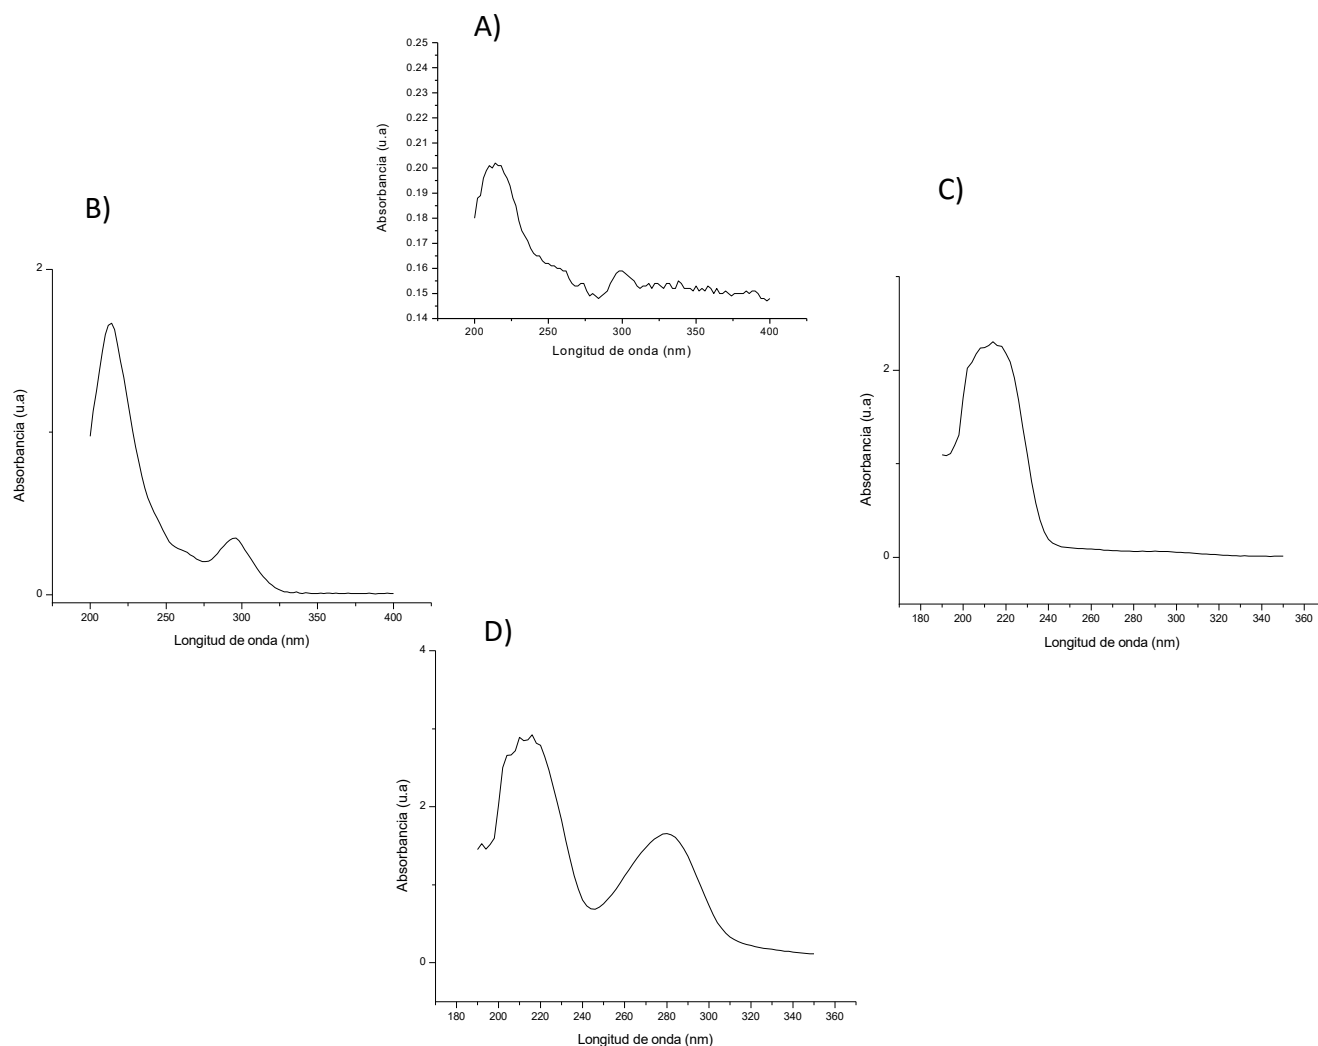 A)
0.25
0.24
0.23
0.22
0.21
0.20
0.19
0.18
0.17
0.16
0.15
0.14
Absorbancia (u.a)
200 250 300 350 400
Longitud de onda (nm)
B)
2
0
Absorbancia (u.a)
200 250 300 350 400
Longitud de onda (nm)
C)
2
0
Absorbancia (u.a)
180 200 220 240 260 280 300 320 340 360
Longitud de onda (nm)
D)
4
2
0
Absorbancia (u.a)
180 200 220 240 260 280 300 320 340 360
Longitud de onda (nm)